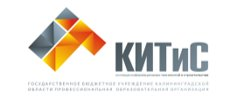 КИТиС
ГОСУДАРСТВЕННОЕ БЮДЖЕТНОЕ УЧРЕЖДЕНИЕ КАЛИНИНГРАДСКОЙ
ОБЛАСТИ ПРОФЕССИОНАЛЬНАЯ ОБРАЗОВАТЕЛЬНАЯ ОРГАНИЗАЦИЯ